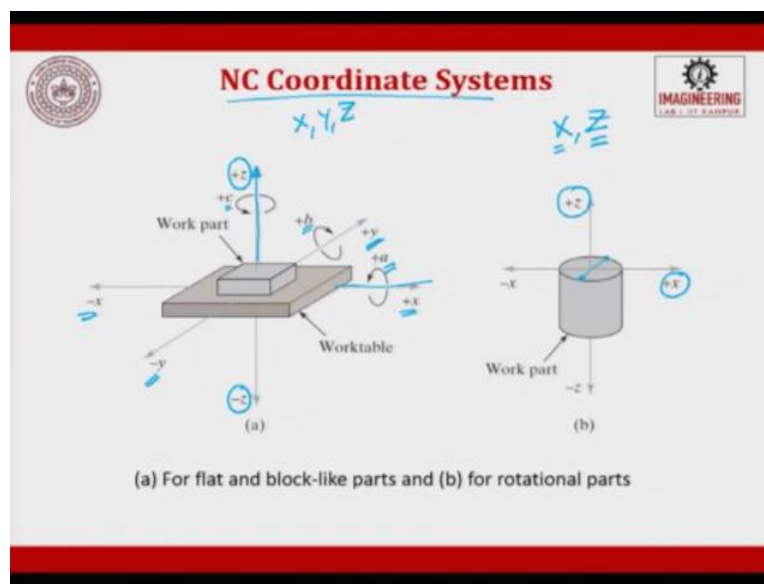 NC Coordinate Systems
IMAGINEERING
LAB | IIT KANPUR
X, Y, Z
X, Z
+z
+c
Work part
+b
+y
+a
-x
+x
Worktable
-y
-z
(a)
+z
-x
+x
Work part
-z
(b)
(a) For flat and block-like parts and (b) for rotational parts